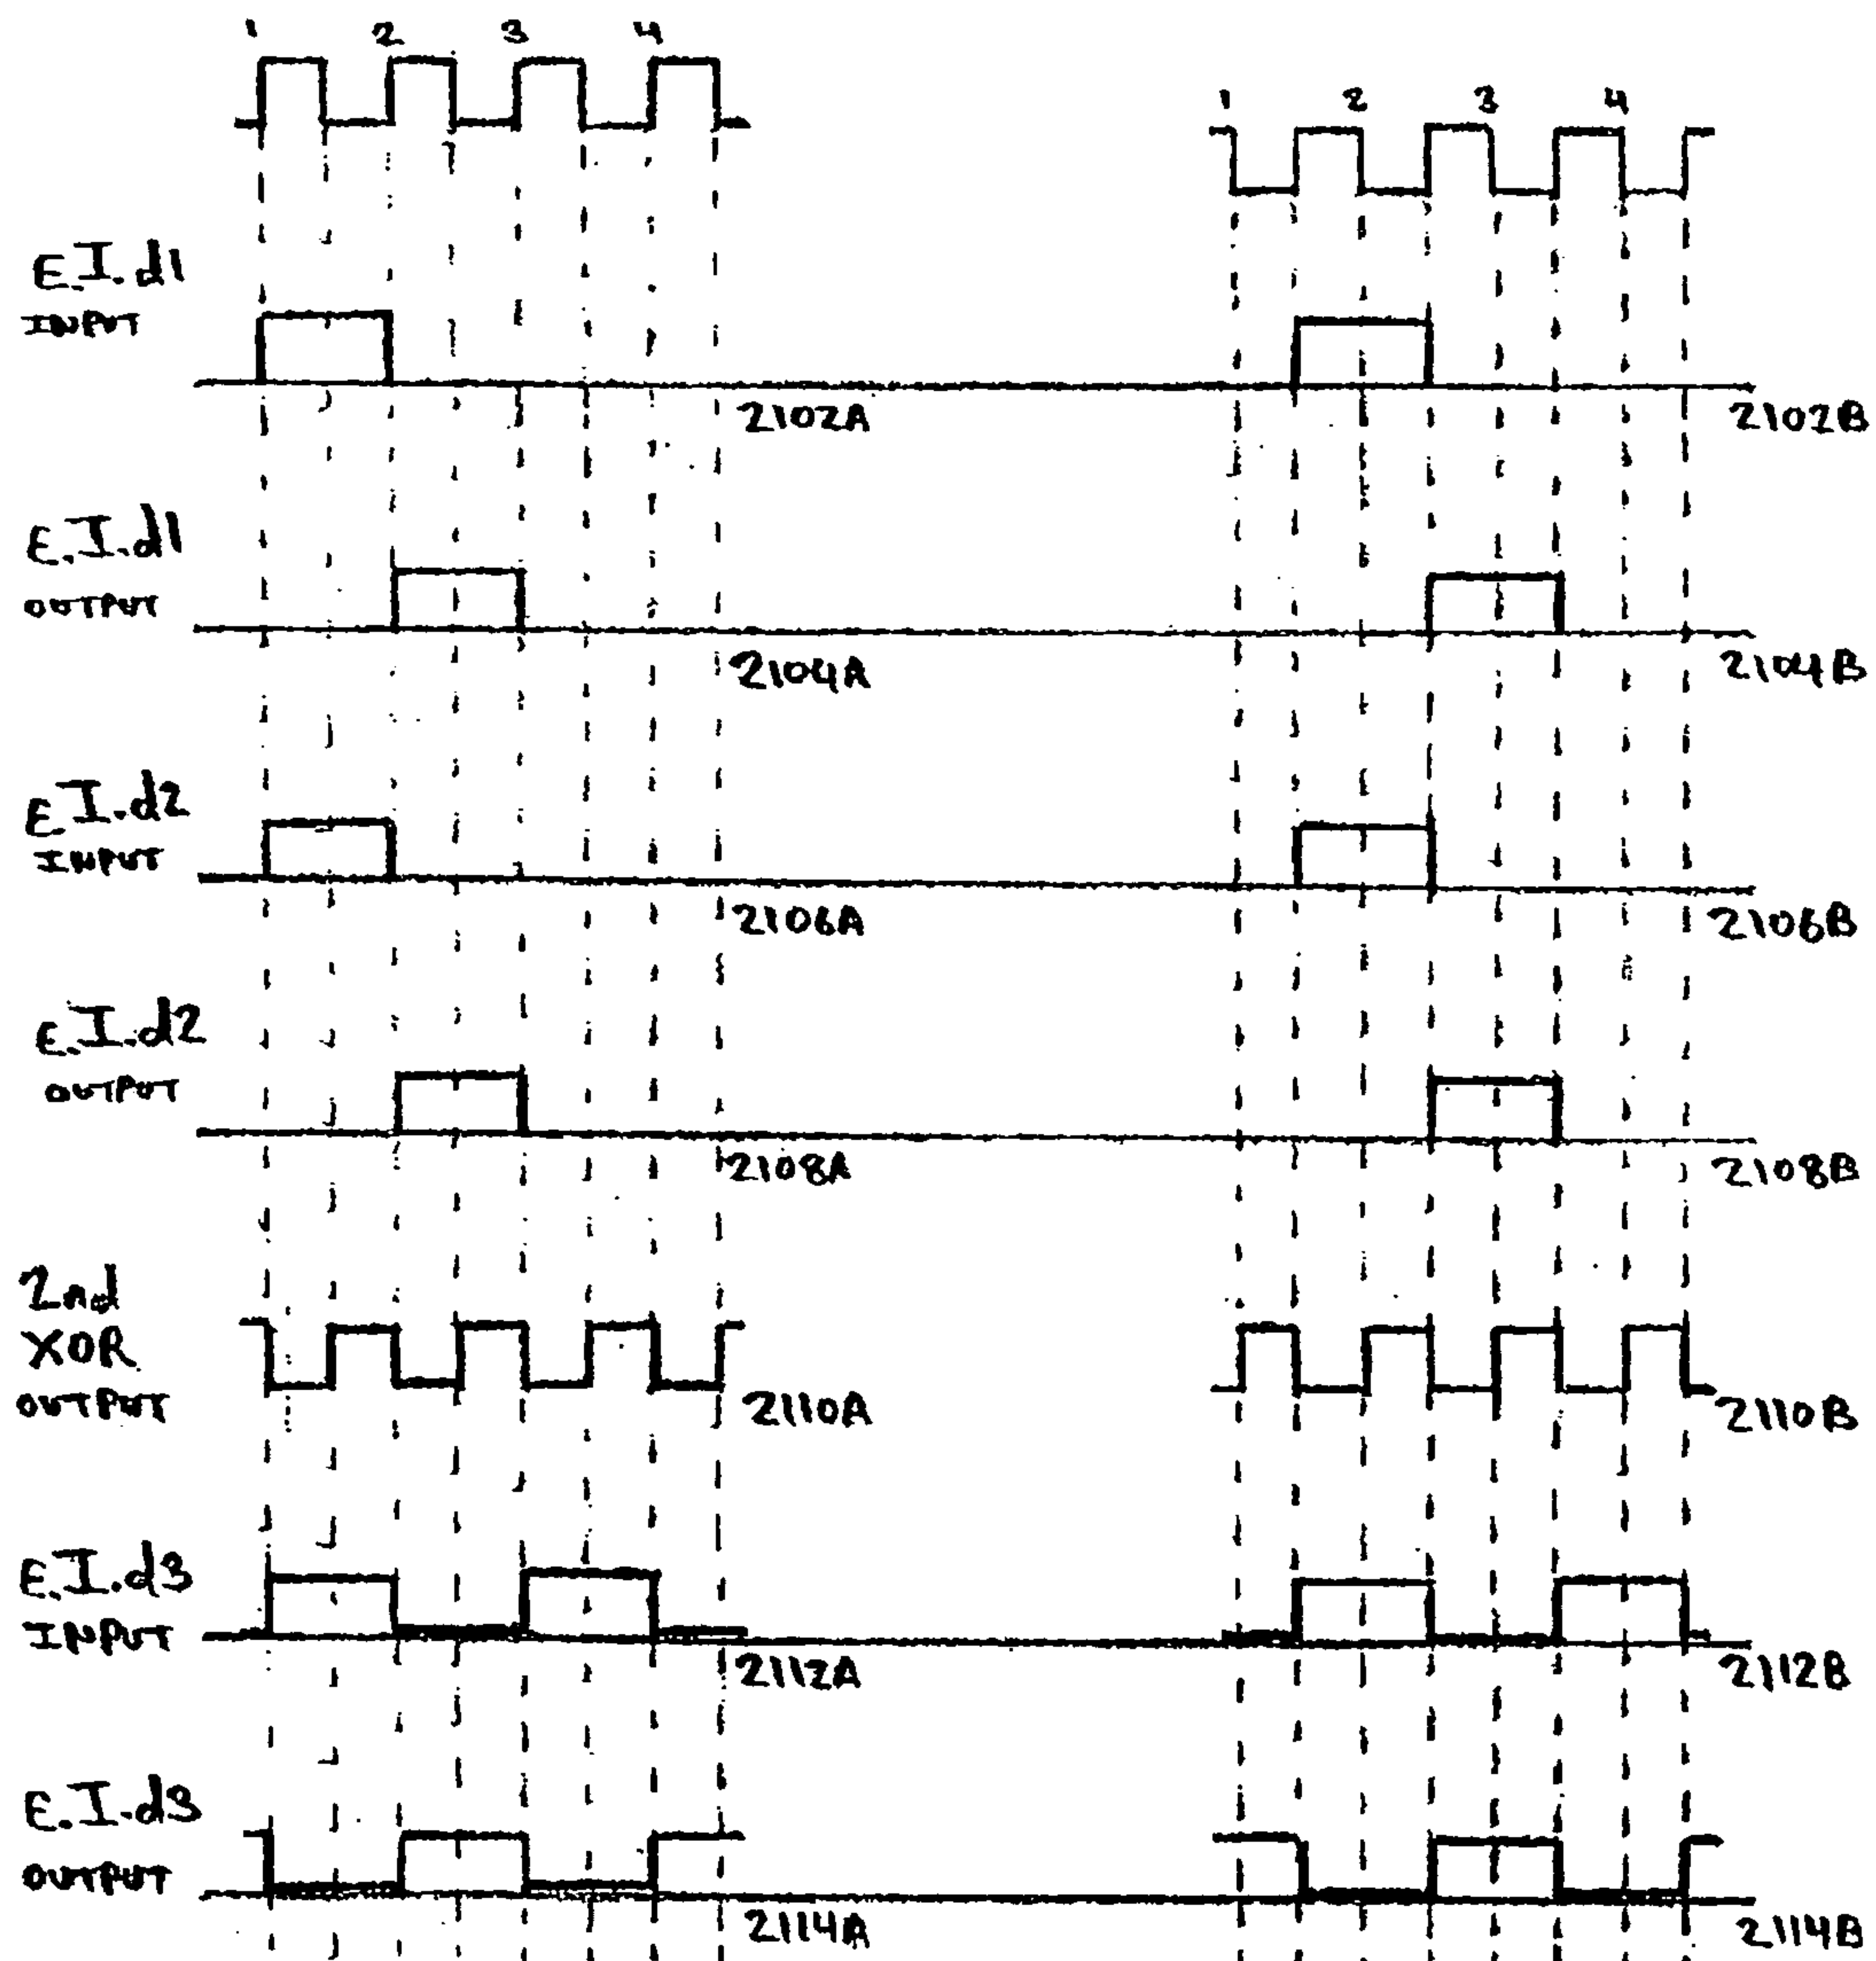 1 2 3 4
1 2 3 4
E.I.d1
INPUT
2102A
2102B
E.I.d1
OUTPUT
2104A
2104B
E.I.d2
INPUT
2106A
2106B
E.I.d2
OUTPUT
2108A
2108B
2nd
XOR
OUTPUT
2110A
2110B
E.I.d3
INPUT
2112A
2112B
E.I.d3
OUTPUT
2114A
2114B